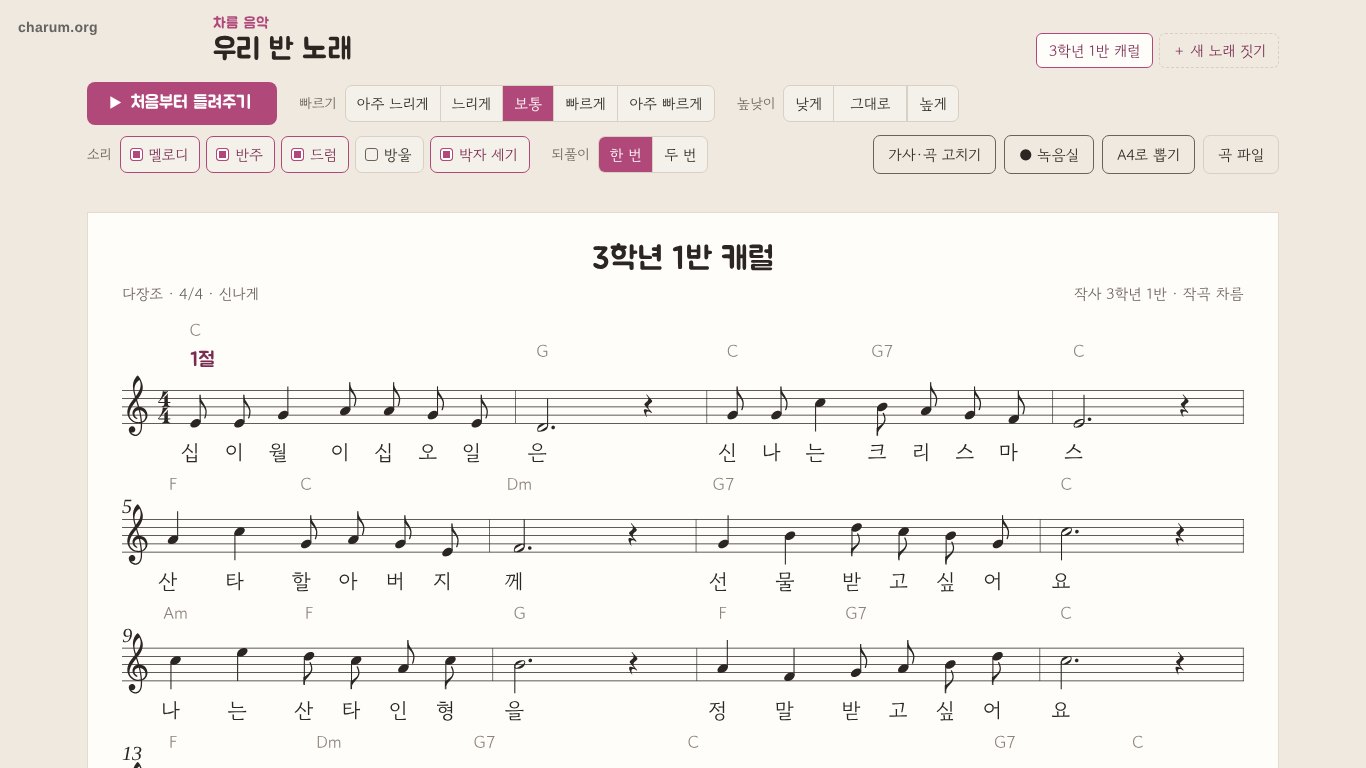 charum.org
차름 음악
우리 반 노래
3학년 1반 캐럴
+ 새 노래 짓기
▶ 처음부터 들려주기
빠르기 아주 느리게 느리게 보통 빠르게 아주 빠르게
높낮이 낮게 그대로 높게
소리 멜로디 반주 드럼 방울 박자 세기
되풀이 한 번 두 번
가사·곡 고치기 ● 녹음실 A4로 뽑기 곡 파일
3학년 1반 캐럴
다장조 · 4/4 · 신나게
작사 3학년 1반 · 작곡 차름
C G C G7 C
1절
4/4
십 이 월 이 십 오 일 은 신 나 는 크 리 스 마 스
F C Dm G7 C
5
산 타 할 아 버 지 께 선 물 받 고 싶 어 요
Am F G F G7 C
9
나 는 산 타 인 형 을 정 말 받 고 싶 어 요
F Dm G7 C G7 C
13